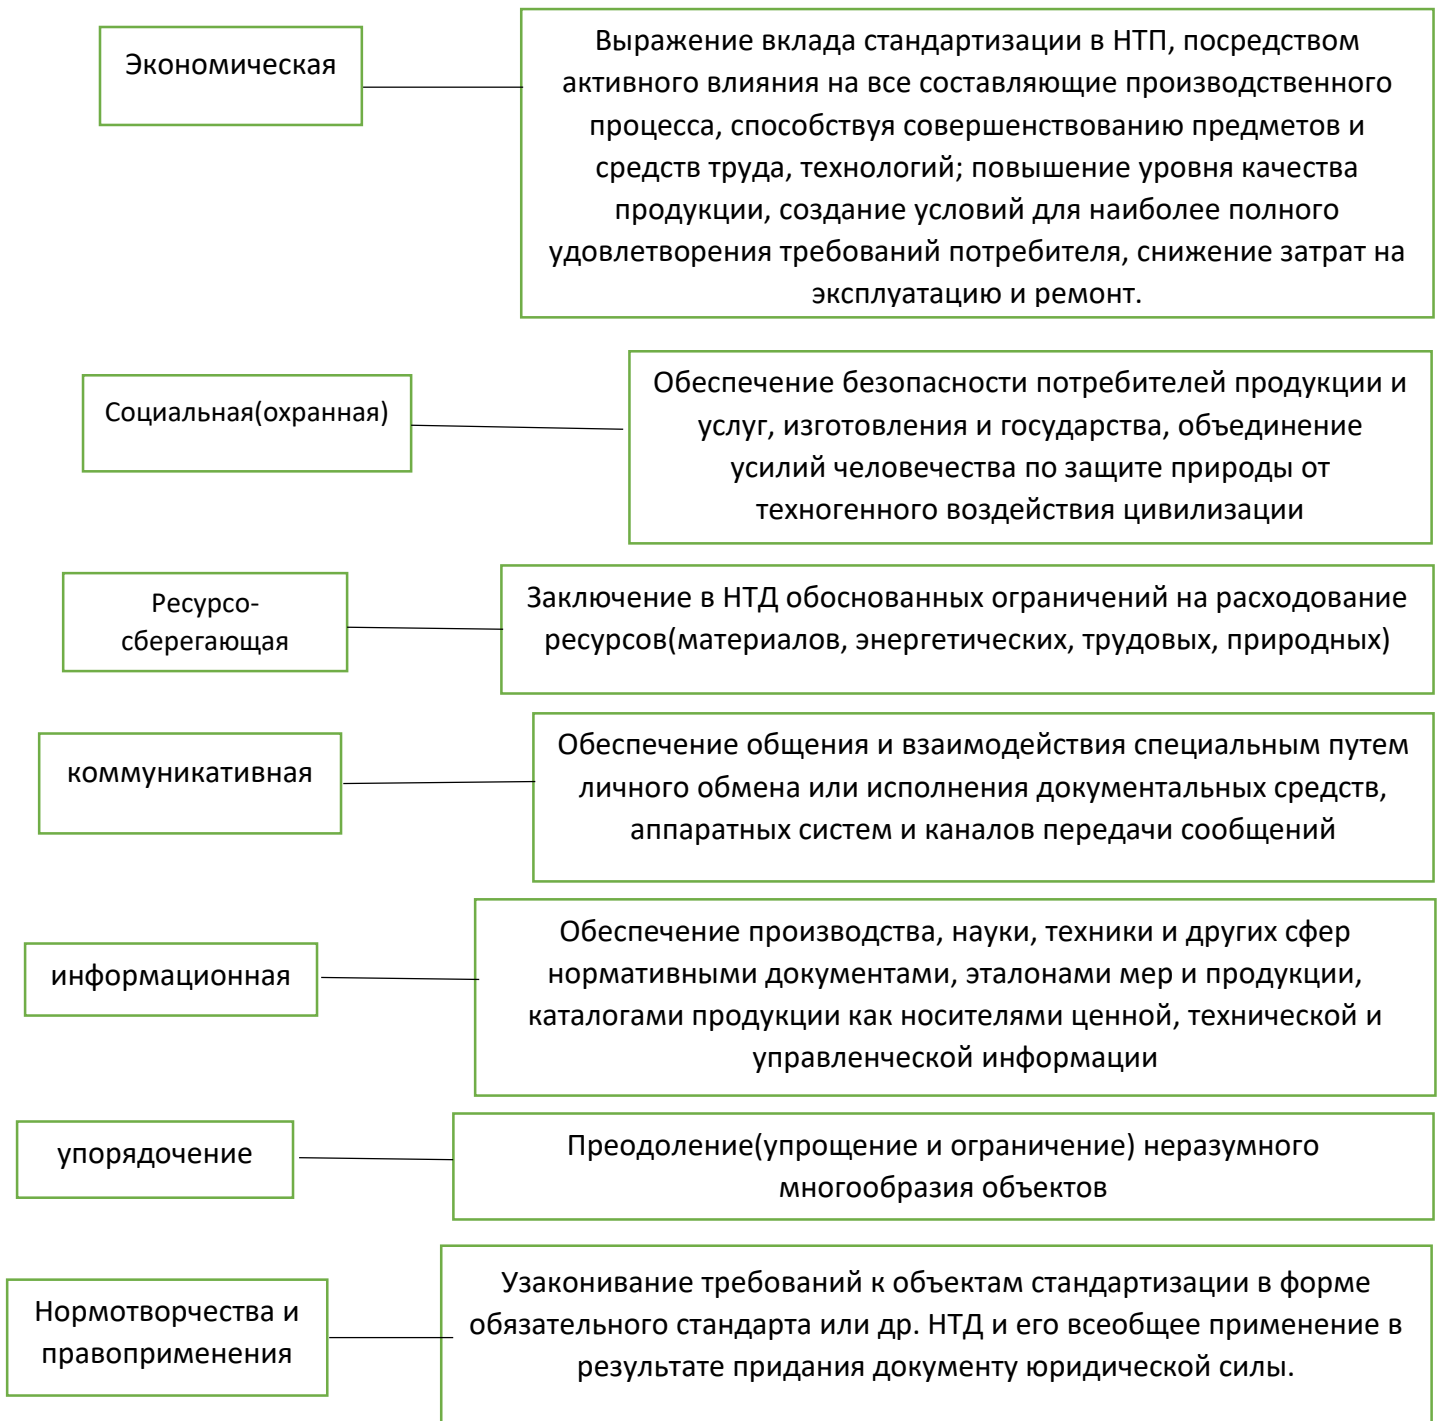 Экономическая
Выражение вклада стандартизации в НТП, посредством
активного влияния на все составляющие производственного
процесса, способствуя совершенствованию предметов и
средств труда, технологий; повышение уровня качества
продукции, создание условий для наиболее полного
удовлетворения требований потребителя, снижение затрат на
эксплуатацию и ремонт.
Социальная(охранная)
Обеспечение безопасности потребителей продукции и
услуг, изготовления и государства, объединение
усилий человечества по защите природы от
техногенного воздействия цивилизации
Ресурсо-
сберегающая
Заключение в НТД обоснованных ограничений на расходование
ресурсов(материалов, энергетических, трудовых, природных)
коммуникативная
Обеспечение общения и взаимодействия специальным путем
личного обмена или исполнения документальных средств,
аппаратных систем и каналов передачи сообщений
информационная
Обеспечение производства, науки, техники и других сфер
нормативными документами, эталонами мер и продукции,
каталогами продукции как носителями ценной, технической и
управленческой информации
упорядочение
Преодоление(упрощение и ограничение) неразумного
многообразия объектов
Нормотворчества и
правоприменения
Узаконивание требований к объектам стандартизации в форме
обязательного стандарта или др. НТД и его всеобщее применение в
результате придания документу юридической силы.